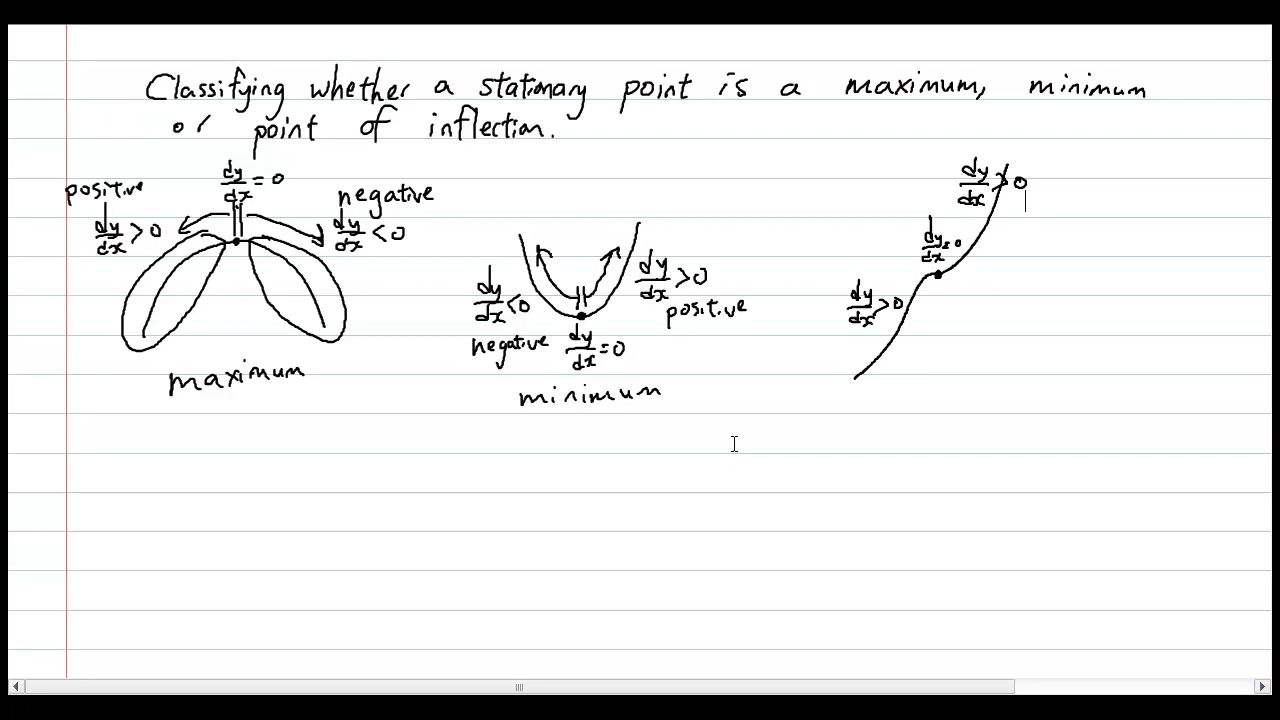 Classifying whether a stationary point is a maximum, minimum
or point of inflection.
positive
dy/dx > 0
dy/dx = 0
negative
dy/dx < 0
maximum
dy/dx < 0
negative
dy/dx = 0
dy/dx > 0
positive
minimum
dy/dx > 0
dy/dx = 0
dy/dx > 0